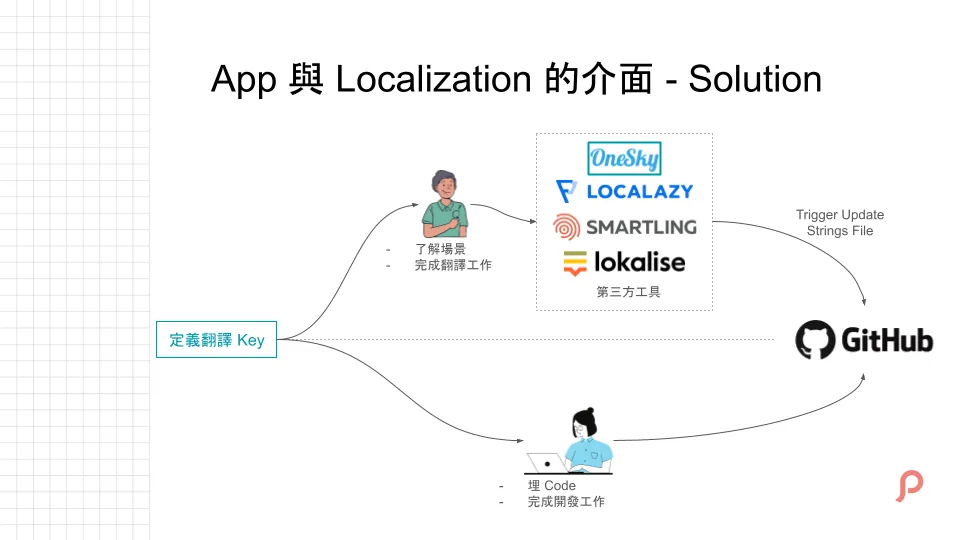 App 與 Localization 的介面 - Solution
OneSky
LOCALAZY
SMARTLING
lokalise
第三方工具
Trigger Update
Strings File
- 了解場景
- 完成翻譯工作
定義翻譯 Key
GitHub
- 埋 Code
- 完成開發工作